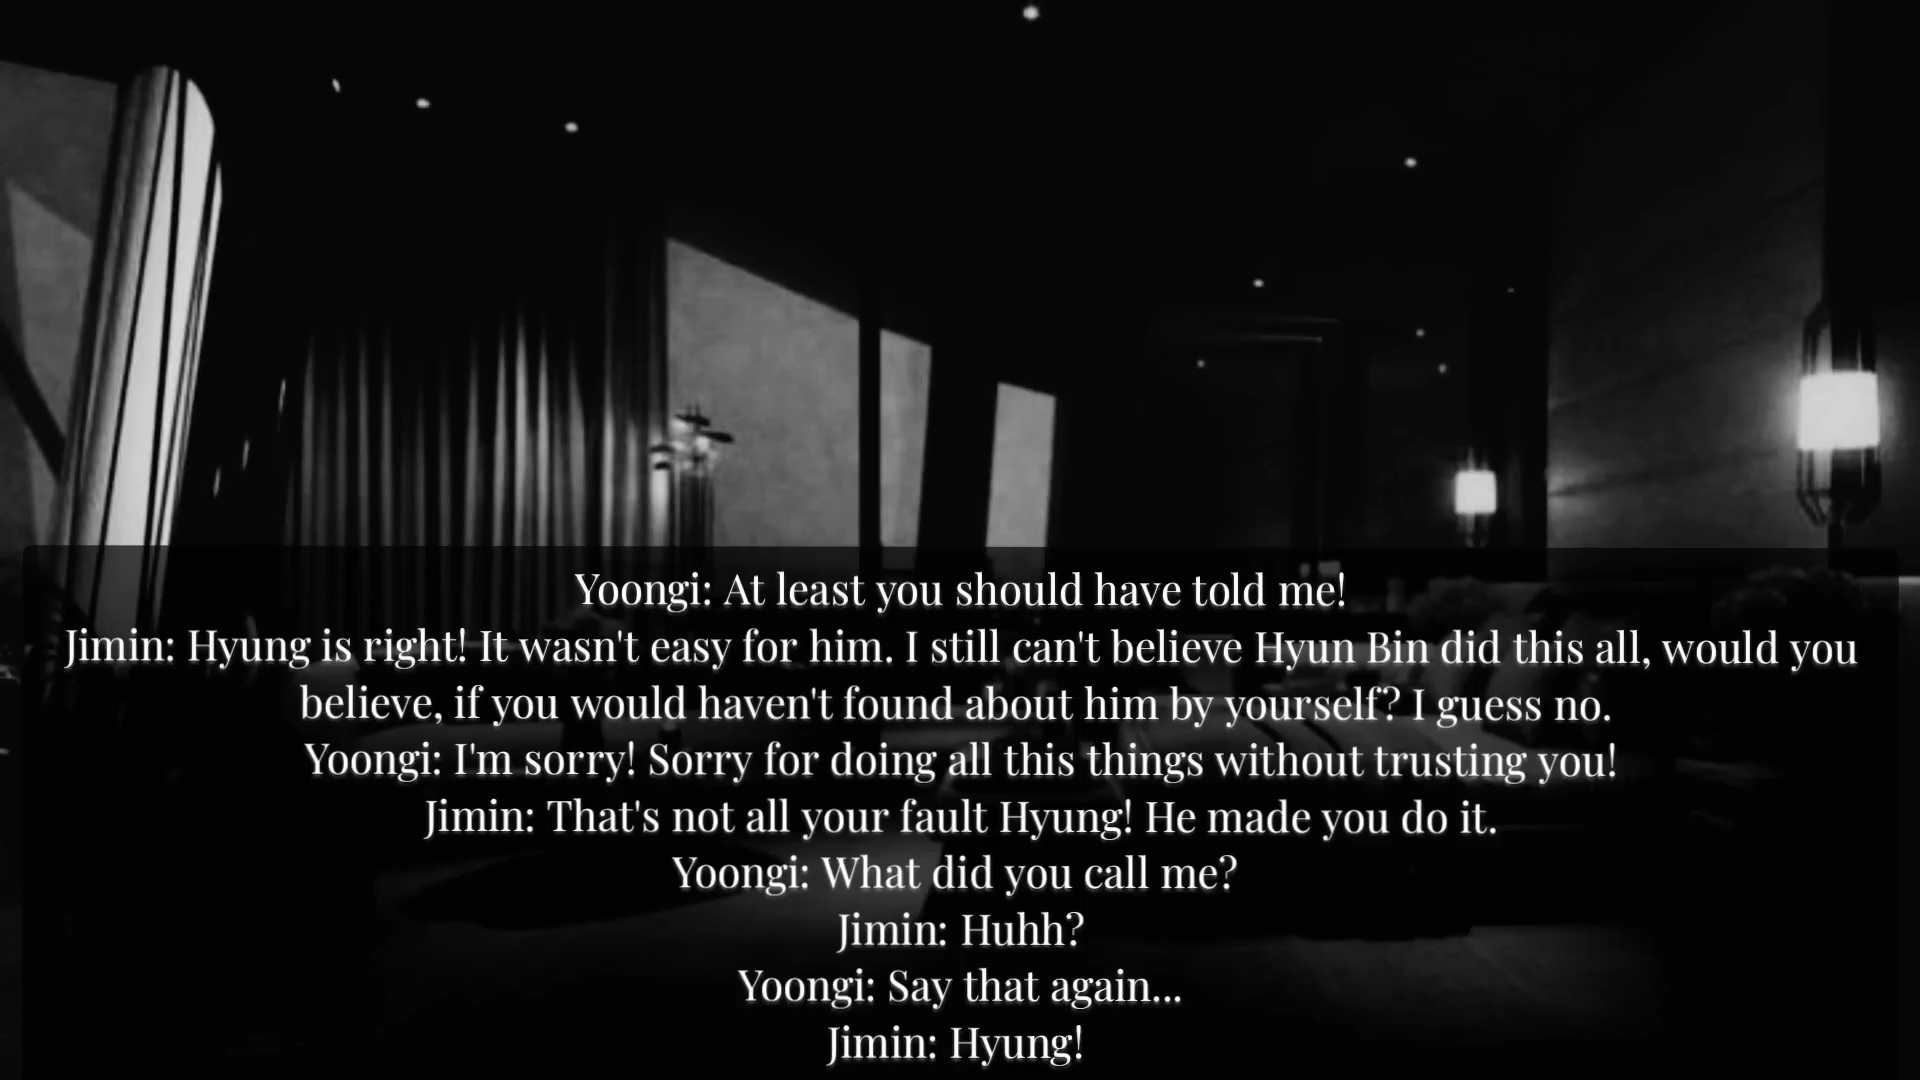 Yoongi: At least you should have told me!
Jimin: Hyung is right! It wasn't easy for him. I still can't believe Hyun Bin did this all, would you
believe, if you would haven't found about him by yourself? I guess no.
Yoongi: I'm sorry! Sorry for doing all this things without trusting you!
Jimin: That's not all your fault Hyung! He made you do it.
Yoongi: What did you call me?
Jimin: Huhh?
Yoongi: Say that again...
Jimin: Hyung!